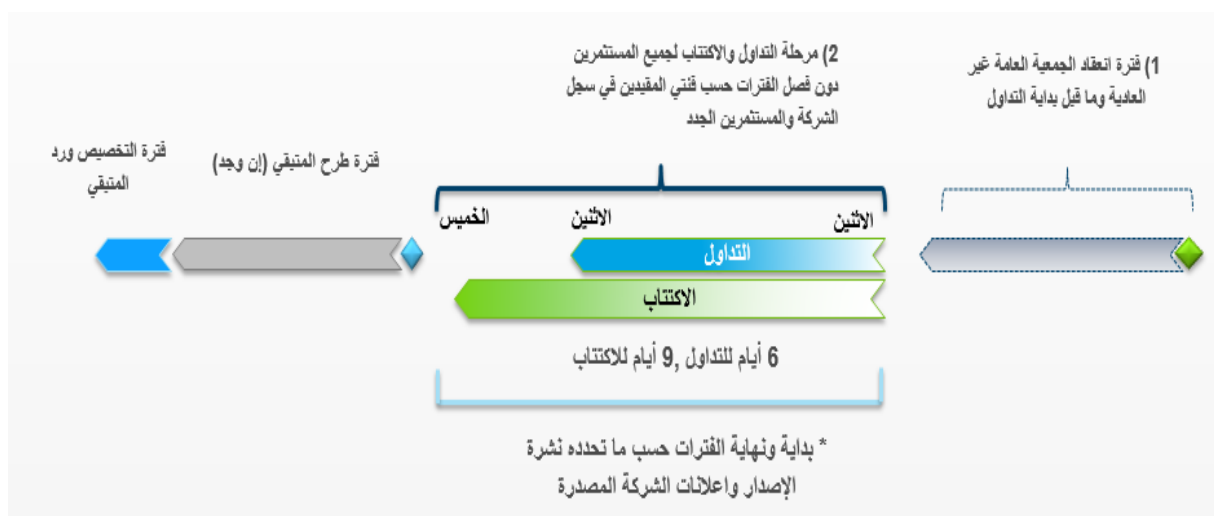 1) فترة انعقاد الجمعية العامة غير
العادية وما قبل بداية التداول
2) مرحلة التداول والاكتتاب لجميع المستثمرين
دون فصل الفترات حسب فئتي المقيدين في سجل
الشركة والمستثمرين الجدد
فترة طرح المتبقي (إن وجد)
فترة التخصيص ورد
المتبقي
الاثنين
الاثنين
الخميس
التداول
الاكتتاب
6 أيام للتداول ,9 أيام للاكتتاب
* بداية ونهاية الفترات حسب ما تحدده نشرة
الإصدار واعلانات الشركة المصدرة